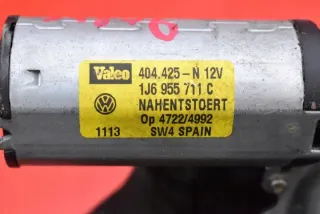 Valeo 404.425-N 12V
1J6 955 711 C
NAHENTSTOERT
Op 4722/4992
1113 SW4 SPAIN